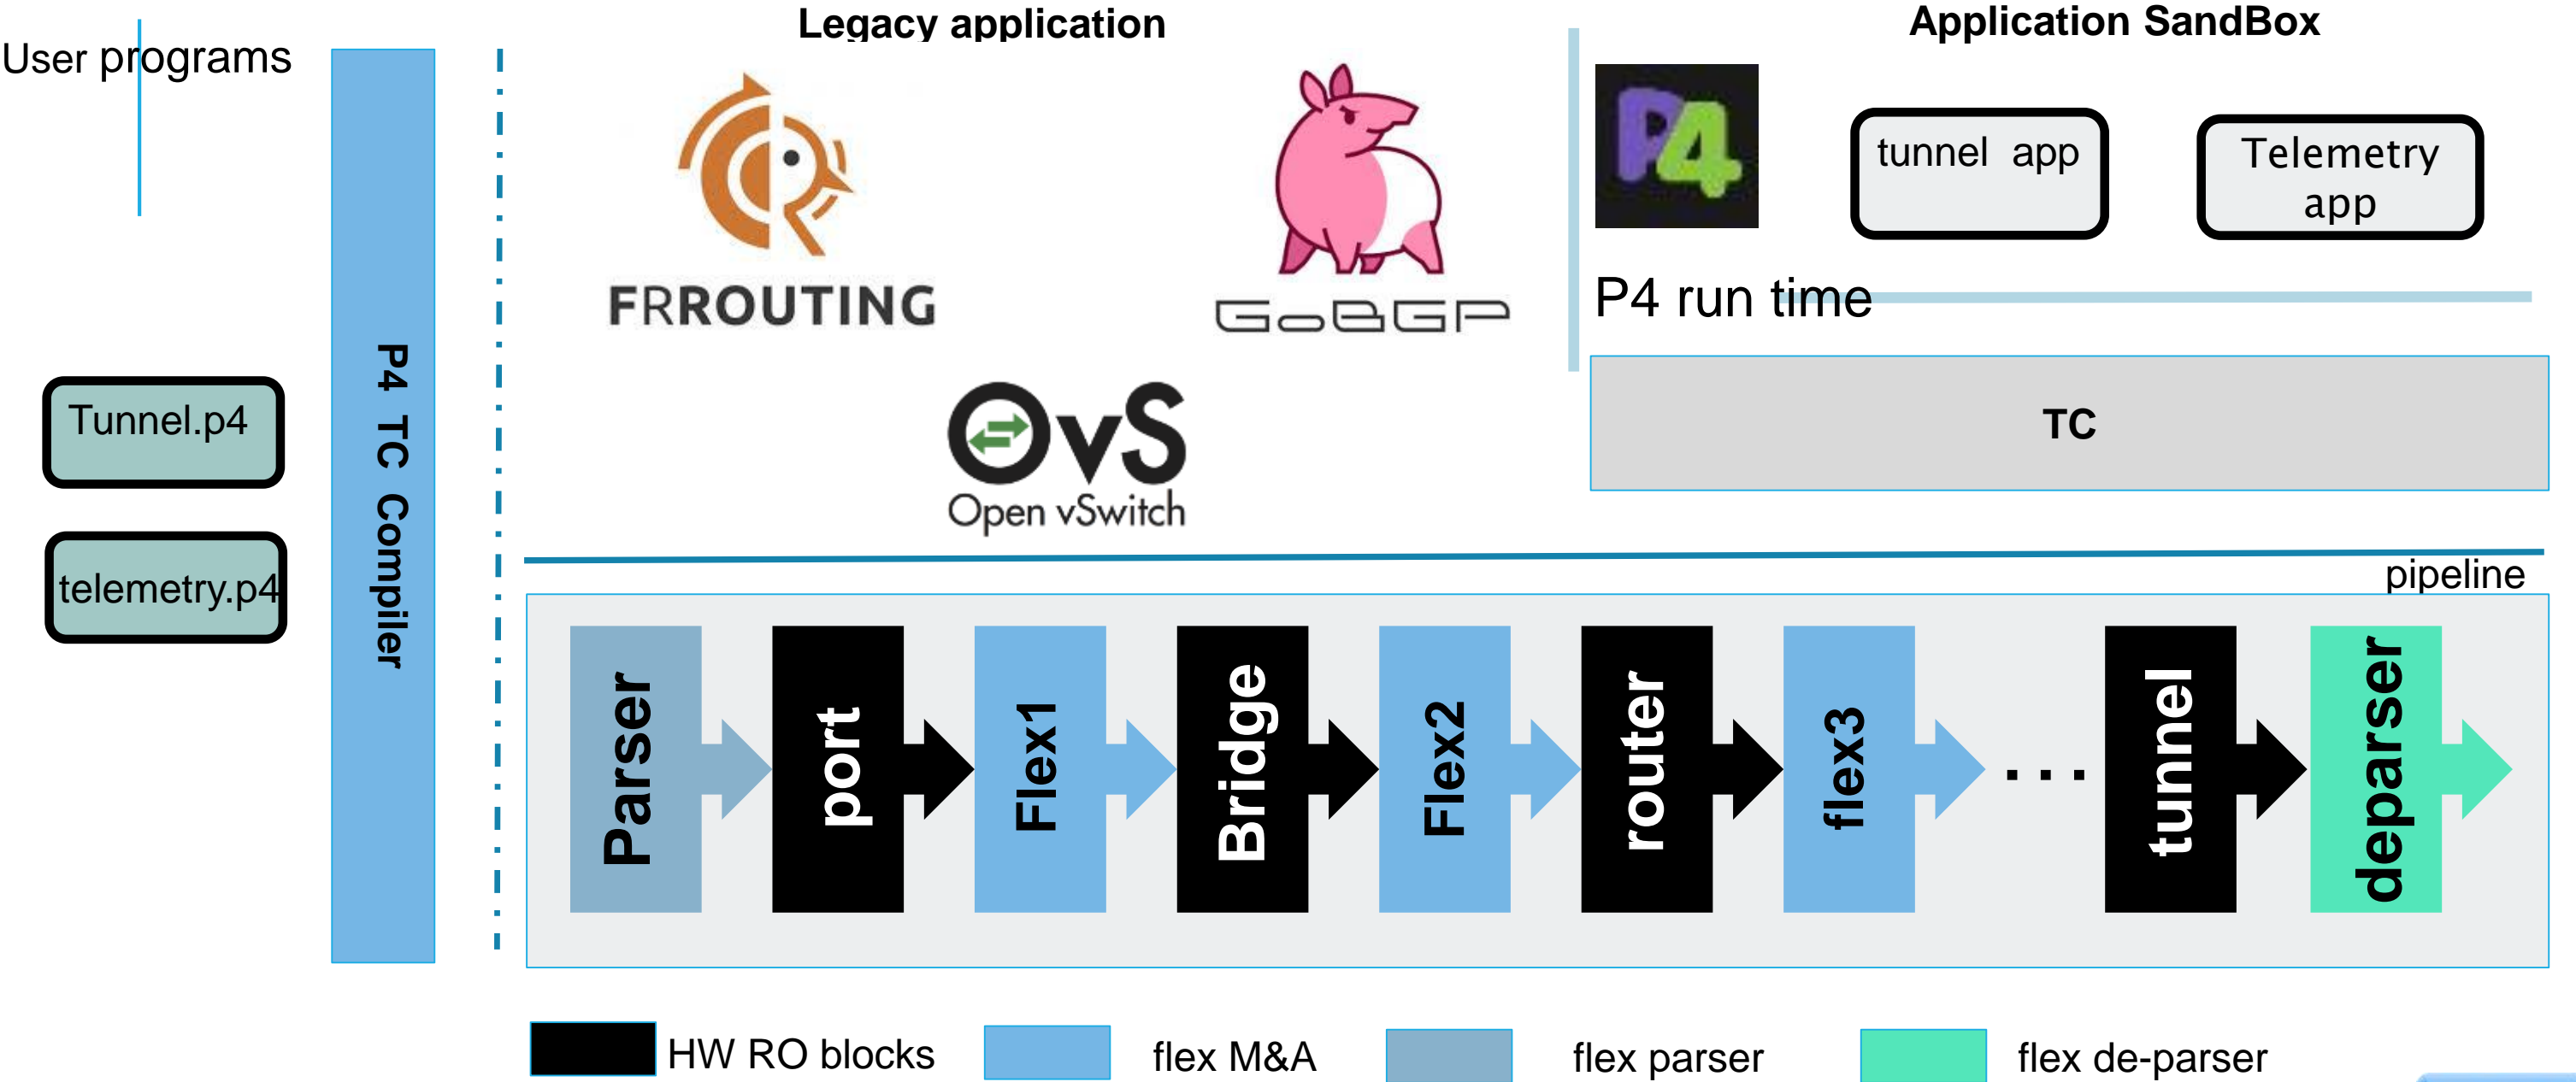 Legacy application
Application SandBox
User programs
P4
tunnel app
Telemetry
app
FRROUTING
GoBGP
P4 run time
P4 TC Compiler
Tunnel.p4
telemetry.p4
OvS
Open vSwitch
TC
pipeline
Parser
port
Flex1
Bridge
Flex2
router
flex3
...
tunnel
deparser
HW RO blocks
flex M&A
flex parser
flex de-parser